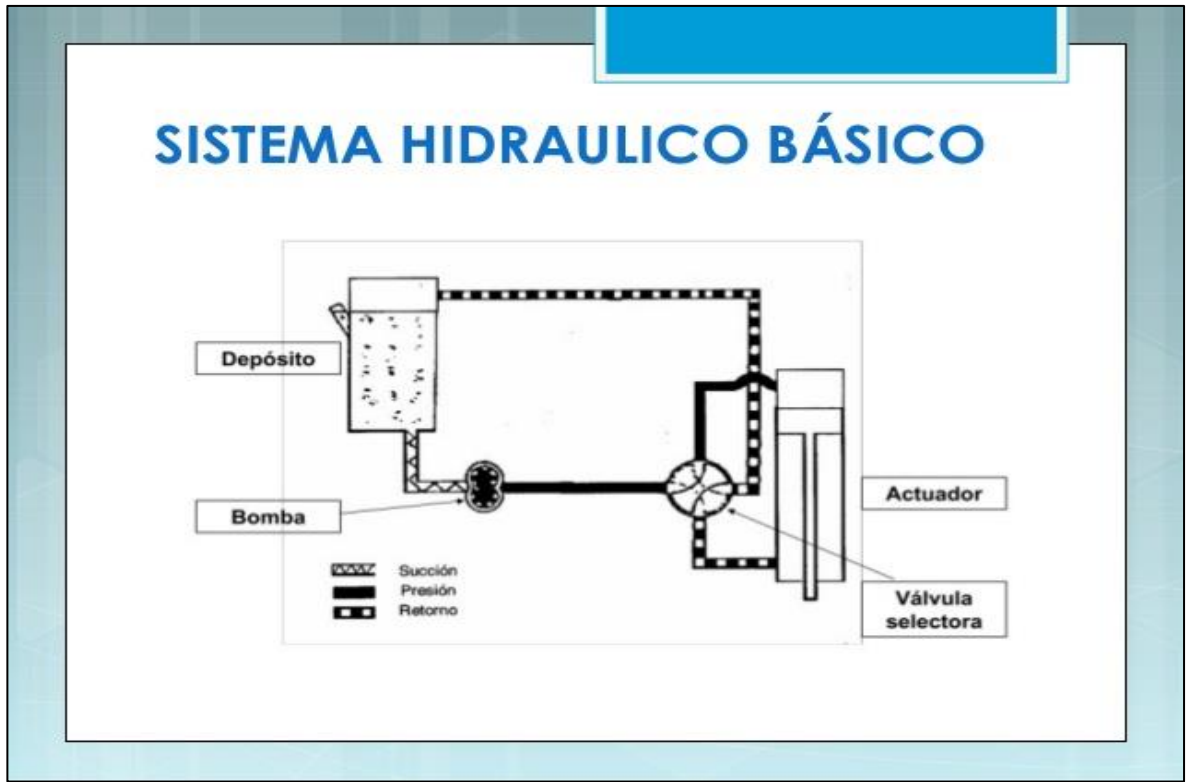 SISTEMA HIDRAULICO BÁSICO
Depósito
Bomba
Actuador
Válvula
selectora
Succión
Presión
Retorno